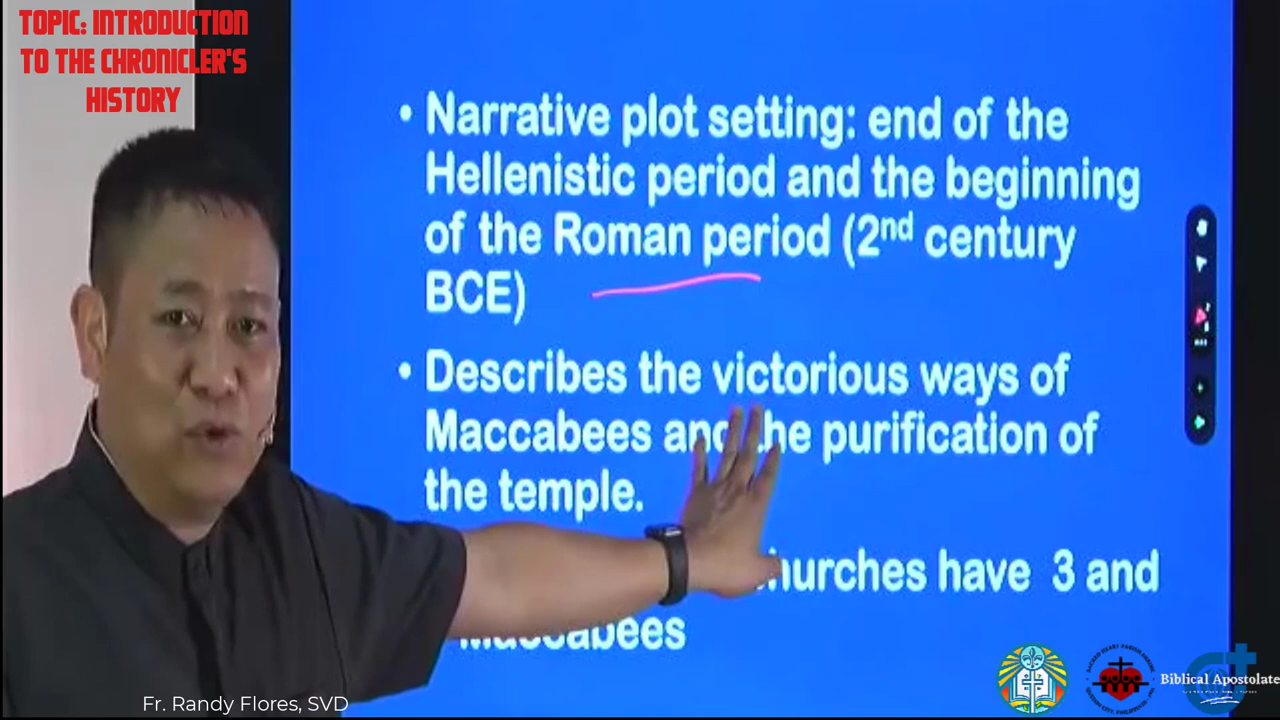 TOPIC: INTRODUCTION
TO THE CHRONICLER'S
HISTORY
• Narrative plot setting: end of the
Hellenistic period and the beginning
of the Roman period (2nd century
BCE)
• Describes the victorious ways of
Maccabees and the purification of
the temple.
churches have 3 and
Maccabees
Fr. Randy Flores, SVD
Biblical Apostolate